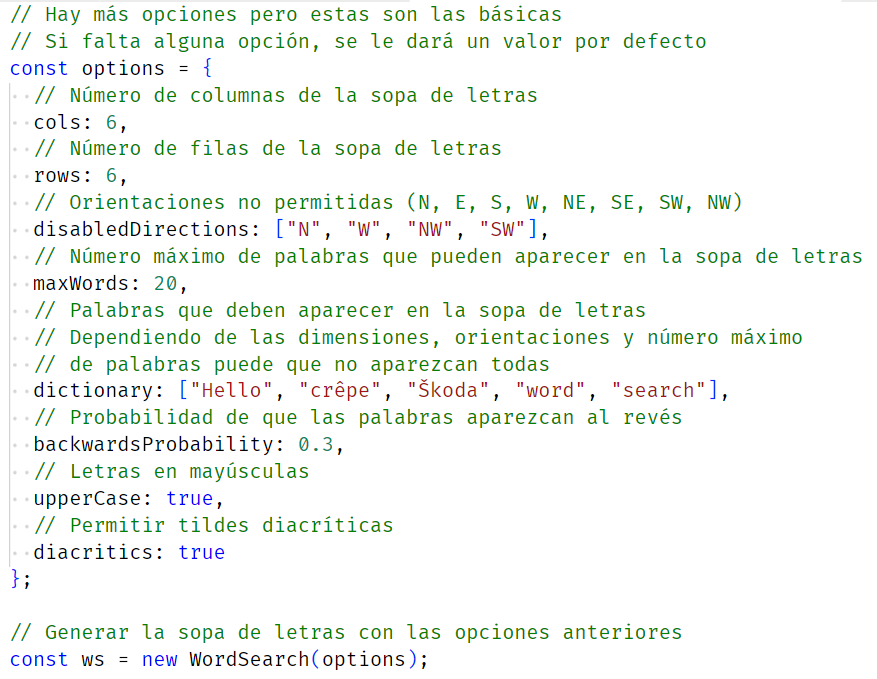 // Hay más opciones pero estas son las básicas
// Si falta alguna opción, se le dará un valor por defecto
const options = {
  // Número de columnas de la sopa de letras
  cols: 6,
  // Número de filas de la sopa de letras
  rows: 6,
  // Orientaciones no permitidas (N, E, S, W, NE, SE, SW, NW)
  disabledDirections: ["N", "W", "NW", "SW"],
  // Número máximo de palabras que pueden aparecer en la sopa de letras
  maxWords: 20,
  // Palabras que deben aparecer en la sopa de letras
  // Dependiendo de las dimensiones, orientaciones y número máximo
  // de palabras puede que no aparezcan todas
  dictionary: ["Hello", "crêpe", "Škoda", "word", "search"],
  // Probabilidad de que las palabras aparezcan al revés
  backwardsProbability: 0.3,
  // Letras en mayúsculas
  upperCase: true,
  // Permitir tildes diacríticas
  diacritics: true
};
// Generar la sopa de letras con las opciones anteriores
const ws = new WordSearch(options);